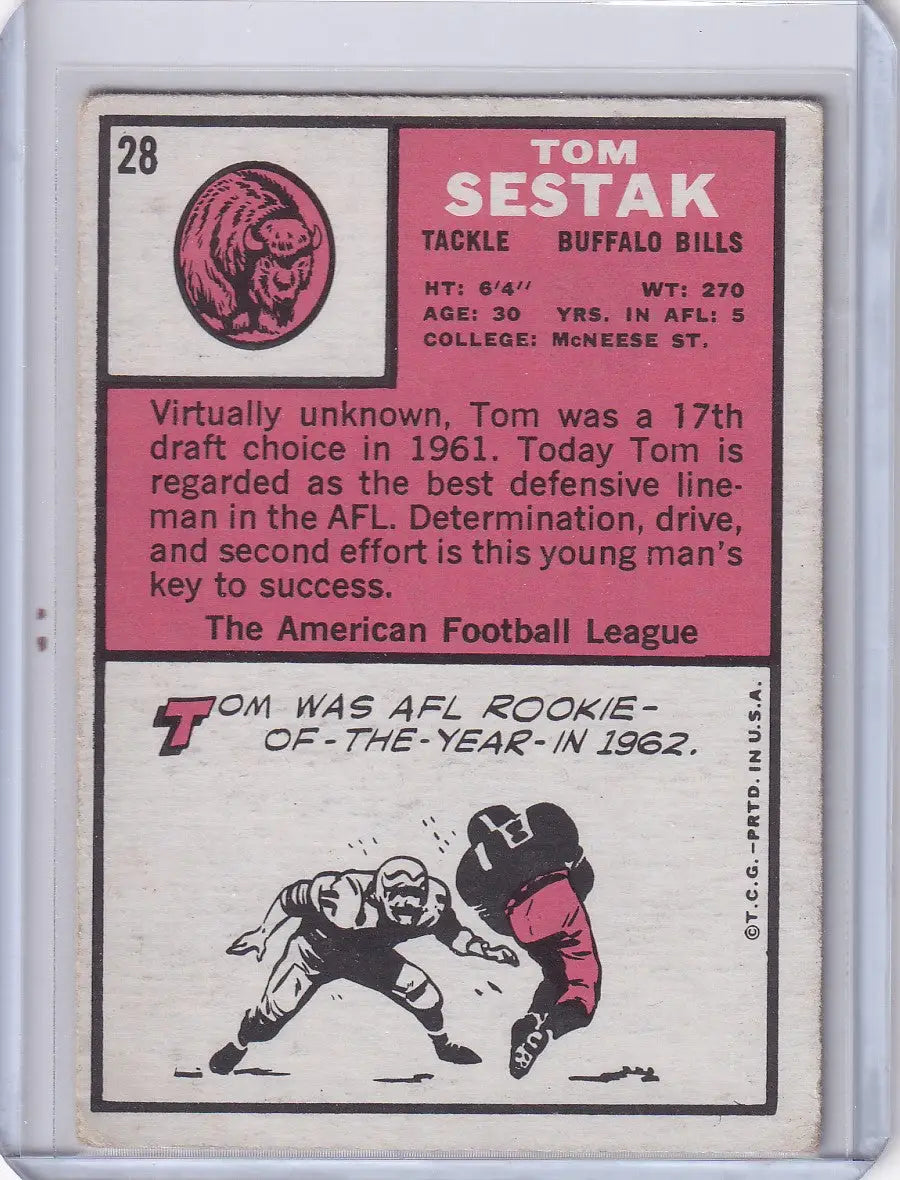 28
TOM
SESTAK
TACKLE BUFFALO BILLS
HT: 6'4" WT: 270
AGE: 30 YRS. IN AFL: 5
COLLEGE: McNEESE ST.
Virtually unknown, Tom was a 17th
draft choice in 1961. Today Tom is
regarded as the best defensive line-
man in the AFL. Determination, drive,
and second effort is this young man's
key to success.
The American Football League
TOM WAS AFL ROOKIE-
OF-THE-YEAR-IN 1962.
©T.C.G.-PRTD. IN U.S.A.